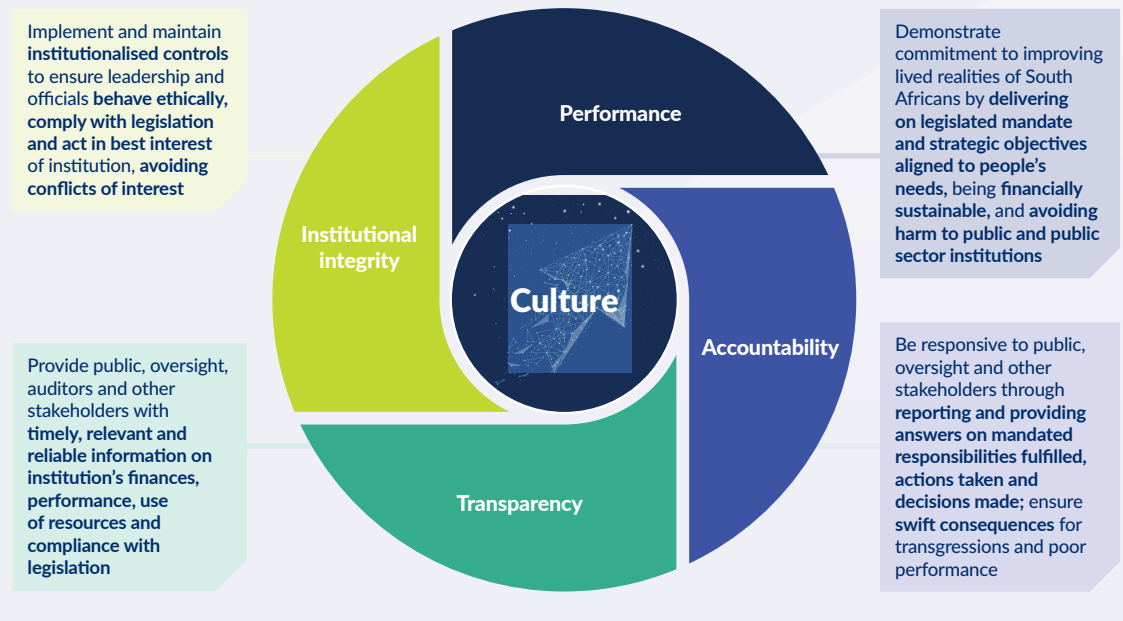 Implement and maintain
institutionalised controls
to ensure leadership and
officials behave ethically,
comply with legislation
and act in best interest
of institution, avoiding
conflicts of interest
Performance
Demonstrate
commitment to improving
lived realities of South
Africans by delivering
on legislated mandate
and strategic objectives
aligned to people's
needs, being financially
sustainable, and avoiding
harm to public and public
sector institutions
Institutional
integrity
Culture
Accountability
Provide public, oversight,
auditors and other
stakeholders with
timely, relevant and
reliable information on
institution's finances,
performance, use
of resources and
compliance with
legislation
Transparency
Be responsive to public,
oversight and other
stakeholders through
reporting and providing
answers on mandated
responsibilities fulfilled,
actions taken and
decisions made; ensure
swift consequences for
transgressions and poor
performance